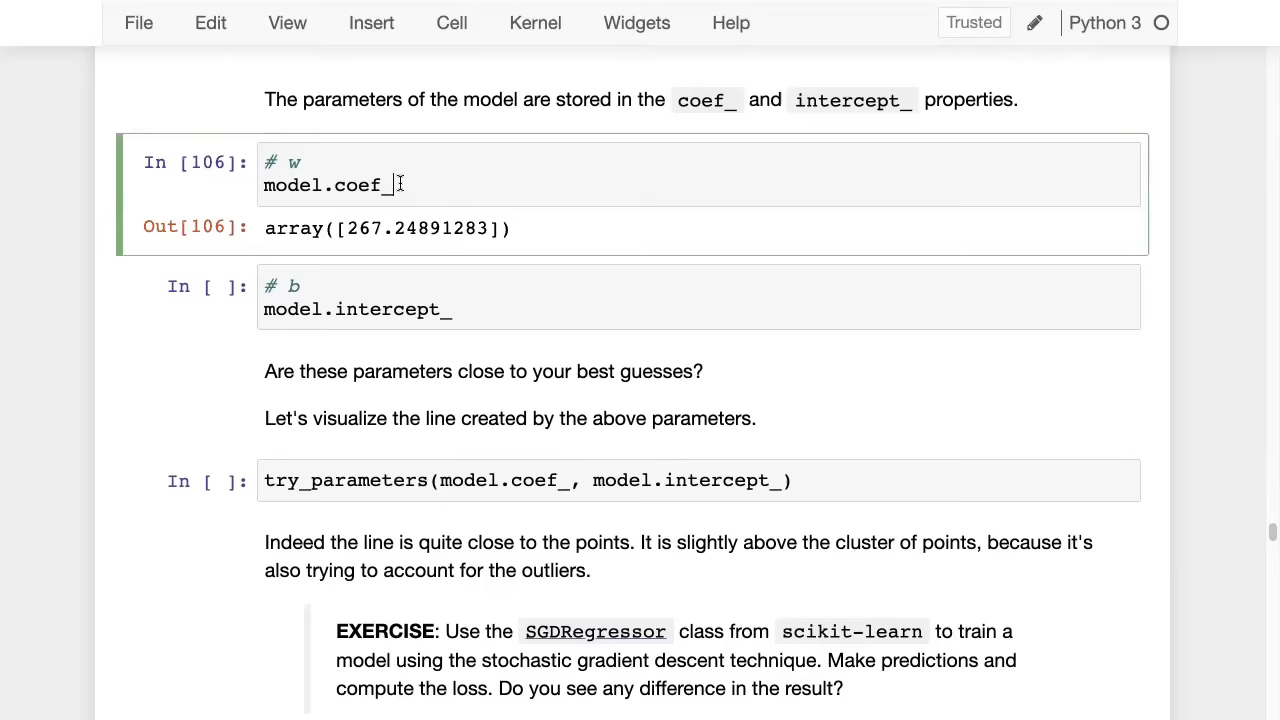 File Edit View Insert Cell Kernel Widgets Help Trusted Python 3
The parameters of the model are stored in the coef_ and intercept_ properties.
In [106]: # w
model.coef_
Out[106]: array([267.24891283])
In [ ]: # b
model.intercept_
Are these parameters close to your best guesses?
Let's visualize the line created by the above parameters.
In [ ]: try_parameters(model.coef_, model.intercept_)
Indeed the line is quite close to the points. It is slightly above the cluster of points, because it's
also trying to account for the outliers.
EXERCISE: Use the SGDRegressor class from scikit-learn to train a
model using the stochastic gradient descent technique. Make predictions and
compute the loss. Do you see any difference in the result?